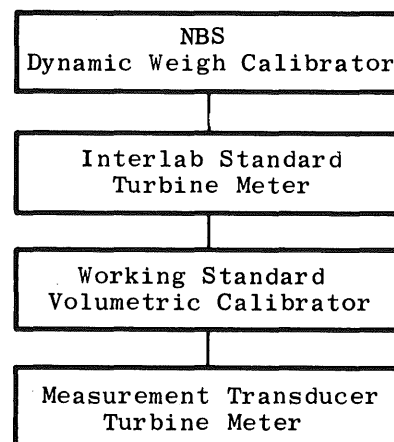 NBS
Dynamic Weigh Calibrator
Interlab Standard
Turbine Meter
Working Standard
Volumetric Calibrator
Measurement Transducer
Turbine Meter